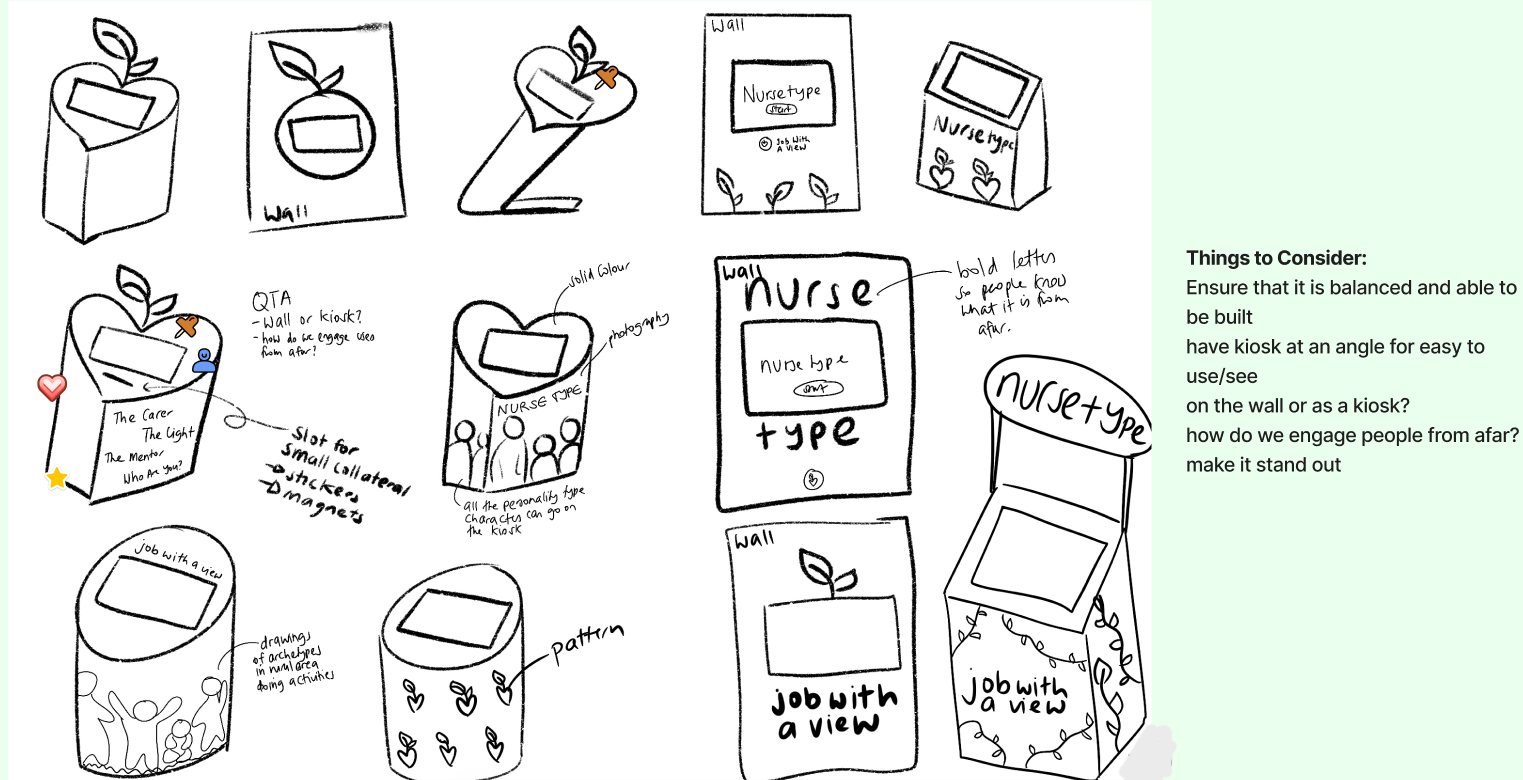 wall
wall
Nursetype
start
Job With
A View
Nursetype
QTA
- Wall or kiosk?
- how do we engage users
from afar?
The Carer
The Light
The Mentor
Who Are You?
Slot for
small collateral
→ stickers
→ magnets
solid colour
photography
NURSE TYPE
all the personality type
character can go on
the kiosk
wall
nurse
nurse type
start
type
bold letter
so people know
what it is from
afar.
nursetype
job with
a view
job with a view
drawings
of archetypes
in rural area
doing activities
pattern
wall
job with
a view
Things to Consider:
Ensure that it is balanced and able to
be built
have kiosk at an angle for easy to
use/see
on the wall or as a kiosk?
how do we engage people from afar?
make it stand out